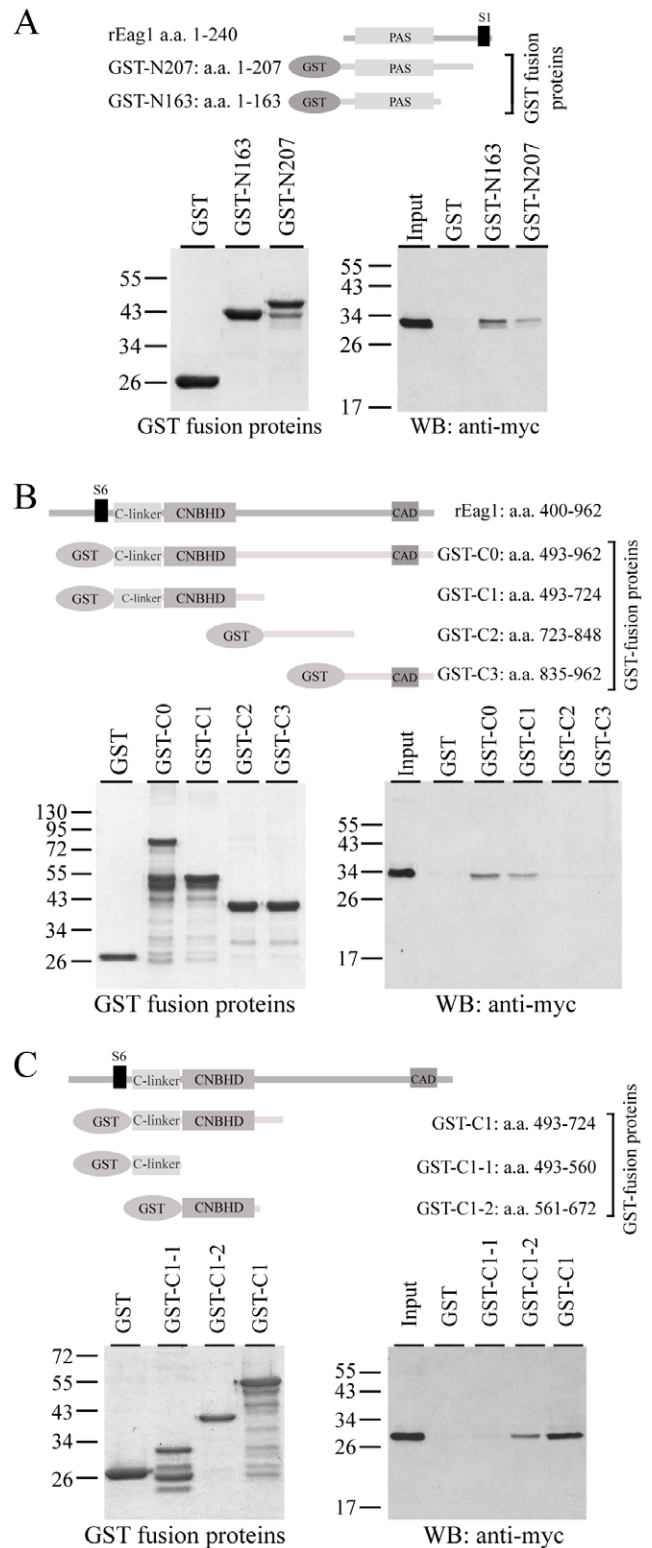 A
S1
rEag1 a.a. 1-240
PAS
GST-N207: a.a. 1-207
GST
PAS
GST-N163: a.a. 1-163
GST
PAS
GST fusion proteins
GST
GST-N163
GST-N207
Input
GST
GST-N163
GST-N207
55
43
34
26
55
43
34
26
17
GST fusion proteins
WB: anti-myc
B
S6
C-linker
CNBHD
CAD
rEag1: a.a. 400-962
GST
C-linker
CNBHD
CAD
GST-C0: a.a. 493-962
GST
C-linker
CNBHD
GST-C1: a.a. 493-724
GST
GST-C2: a.a. 723-848
GST
CAD
GST-C3: a.a. 835-962
GST-fusion proteins
GST
GST-C0
GST-C1
GST-C2
GST-C3
Input
GST
GST-C0
GST-C1
GST-C2
GST-C3
130
95
72
55
43
34
26
55
43
34
26
17
GST fusion proteins
WB: anti-myc
C
S6
C-linker
CNBHD
CAD
GST
C-linker
CNBHD
GST-C1: a.a. 493-724
GST
C-linker
GST-C1-1: a.a. 493-560
GST
CNBHD
GST-C1-2: a.a. 561-672
GST-fusion proteins
GST
GST-C1-1
GST-C1-2
GST-C1
Input
GST
GST-C1-1
GST-C1-2
GST-C1
72
55
43
34
26
55
43
34
26
17
GST fusion proteins
WB: anti-myc